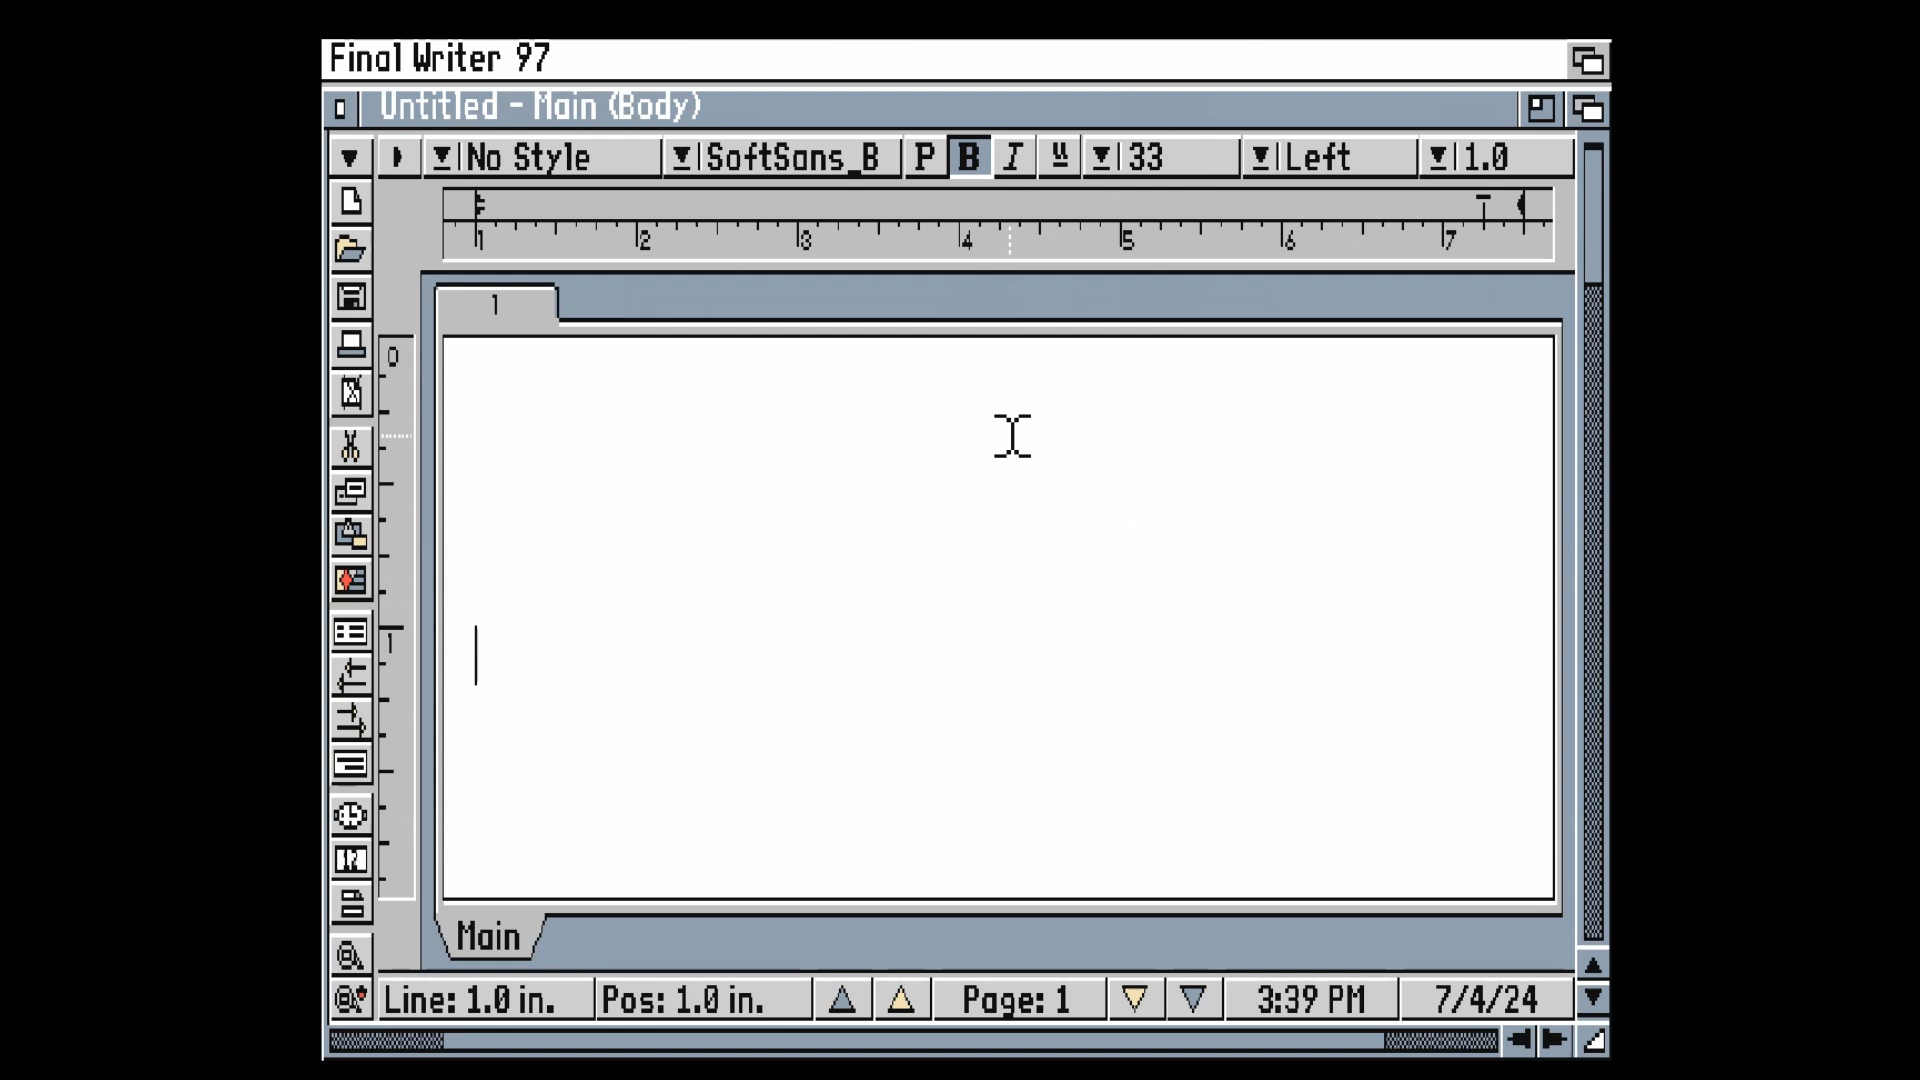 Final Writer 97
Untitled - Main (Body)
No Style SoftSans_B P B I U 33 Left 1.0
1 2 3 4 5 6 7
1
0
1
Main
Line: 1.0 in. Pos: 1.0 in. Page: 1 3:39 PM 7/4/24